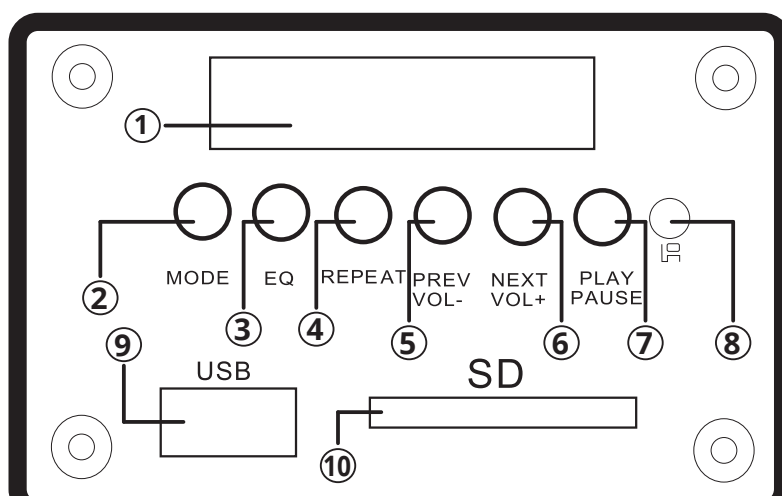 ①
MODE EQ REPEAT PREV VOL- NEXT VOL+ PLAY PAUSE
② ③ ④ ⑤ ⑥ ⑦ ⑧
⑨ USB SD
⑩